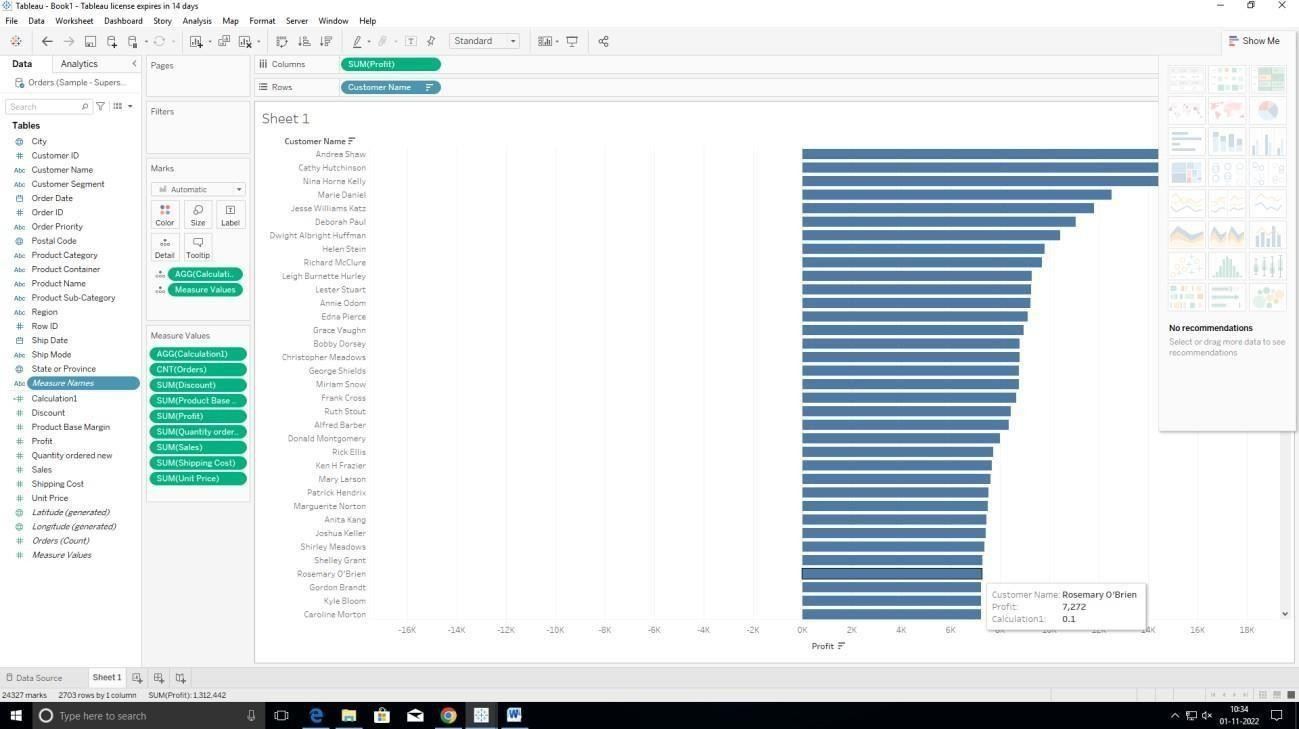 Tableau - Book1 - Tableau license expires in 14 days
File Data Worksheet Dashboard Story Analysis Map Format Server Window Help
Standard
Show Me
Data Analytics
Orders (Sample - Supers...
Search
Tables
City
Customer ID
Abc Customer Name
Abc Customer Segment
Order Date
Order ID
Abc Order Priority
Postal Code
Abc Product Category
Abc Product Container
Abc Product Name
Abc Product Sub-Category
Abc Region
Row ID
Ship Date
Abc Ship Mode
State or Province
Abc Measure Names
Calculation1
Discount
Product Base Margin
Profit
Quantity ordered new
Sales
Shipping Cost
Unit Price
Latitude (generated)
Longitude (generated)
Orders (Count)
Measure Values
Pages
Filters
Marks
Automatic
Color Size Label
Detail Tooltip
AGG(Calculati..
Measure Values
Measure Values
AGG(Calculation1)
CNT(Orders)
SUM(Discount)
SUM(Product Base ..
SUM(Profit)
SUM(Quantity order..
SUM(Sales)
SUM(Shipping Cost)
SUM(Unit Price)
Columns SUM(Profit)
Rows Customer Name
Sheet 1
Customer Name
Andrea Shaw
Cathy Hutchinson
Nina Horne Kelly
Marie Daniel
Jesse Williams Katz
Deborah Paul
Dwight Albright Huffman
Helen Stein
Richard McClure
Leigh Burnette Hurley
Lester Stuart
Annie Odom
Edna Pierce
Grace Vaughn
Bobby Dorsey
Christopher Meadows
George Shields
Miriam Snow
Frank Cross
Ruth Stout
Alfred Barber
Donald Montgomery
Rick Ellis
Ken H Frazier
Mary Larson
Patrick Hendrix
Marguerite Norton
Anita Kang
Joshua Keller
Shirley Meadows
Shelley Grant
Rosemary O'Brien
Gordon Brandt
Kyle Bloom
Caroline Morton
Customer Name: Rosemary O'Brien
Profit: 7,272
Calculation1: 0.1
-16K -14K -12K -10K -8K -6K -4K -2K 0K 2K 4K 6K 8K 10K 12K 14K 16K 18K
Profit
No recommendations
Select or drag more data to see
recommendations
Data Source Sheet 1
24327 marks 2703 rows by 1 column SUM(Profit): 1,312,442
Type here to search
10:34
01-11-2022